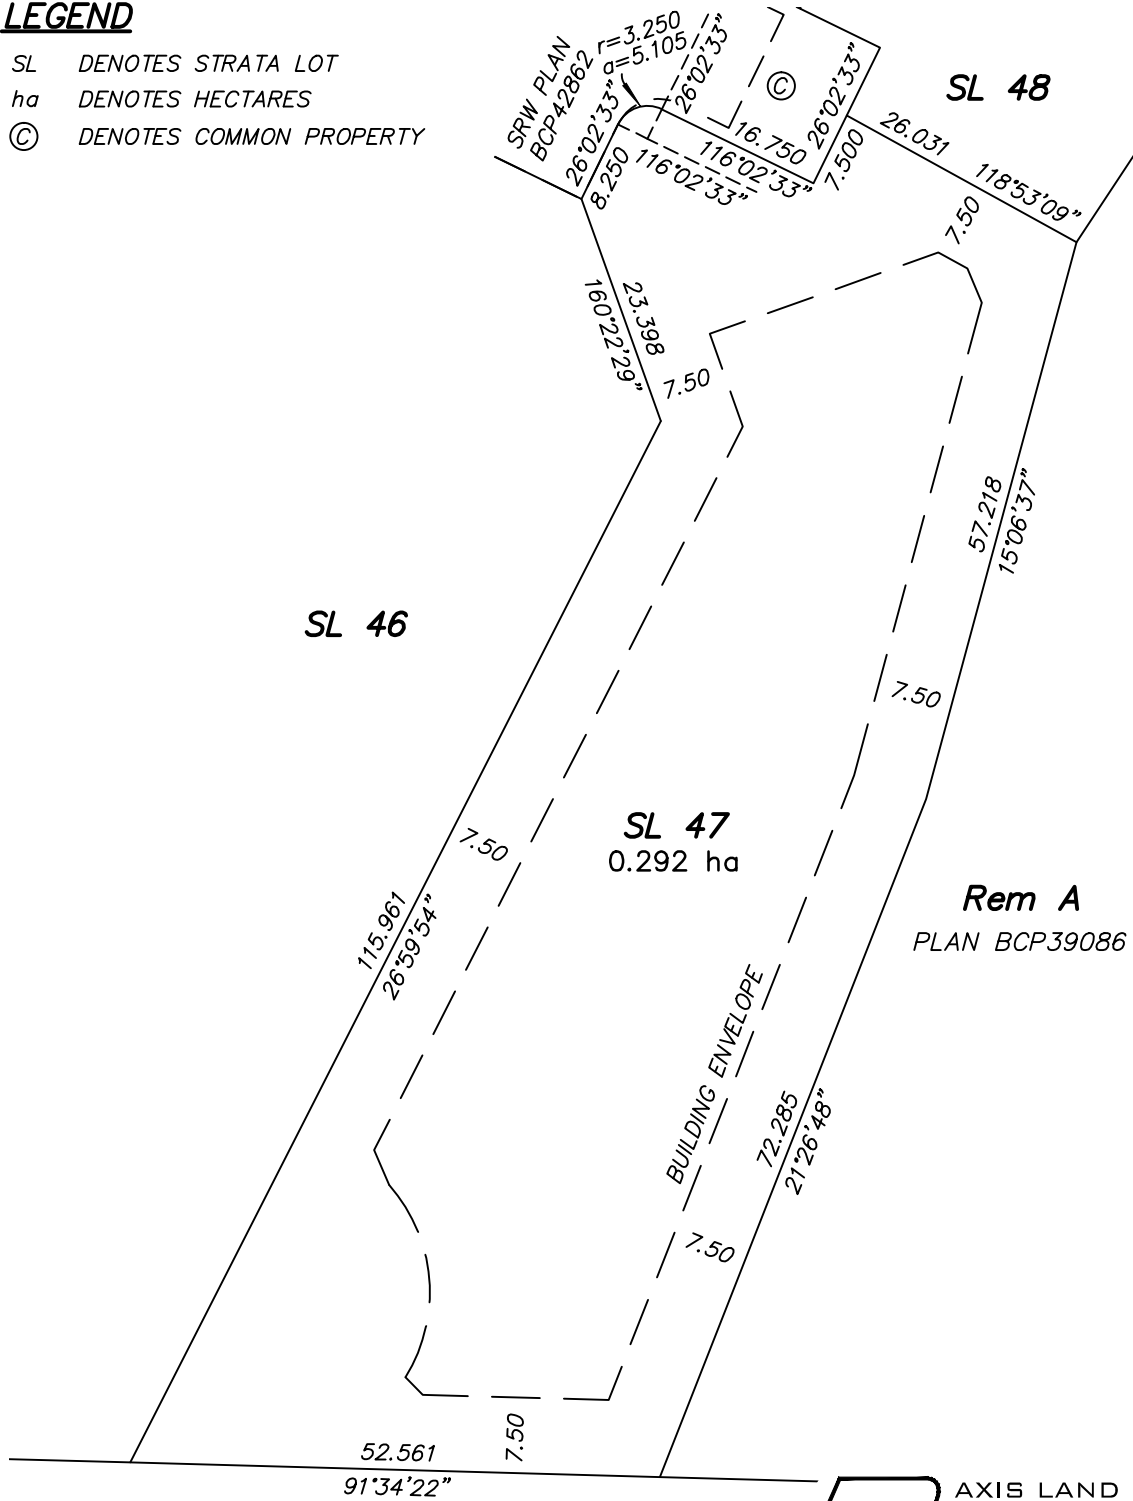 LEGEND
SL DENOTES STRATA LOT
ha DENOTES HECTARES
© DENOTES COMMON PROPERTY
SRW PLAN
BCP42862
r=3.250
a=5.105
26°02'33"
26°02'33"
©
26°02'33"
SL 48
26.031
118°53'09"
16.750
116°02'33"
116°02'33"
7.500
8.250
7.50
23.398
160°22'29"
7.50
57.218
15°06'37"
SL 46
7.50
SL 47
0.292 ha
7.50
Rem A
PLAN BCP39086
115.961
26°59'54"
BUILDING ENVELOPE
72.285
21°26'48"
7.50
7.50
52.561
91°34'22"
AXIS LAND